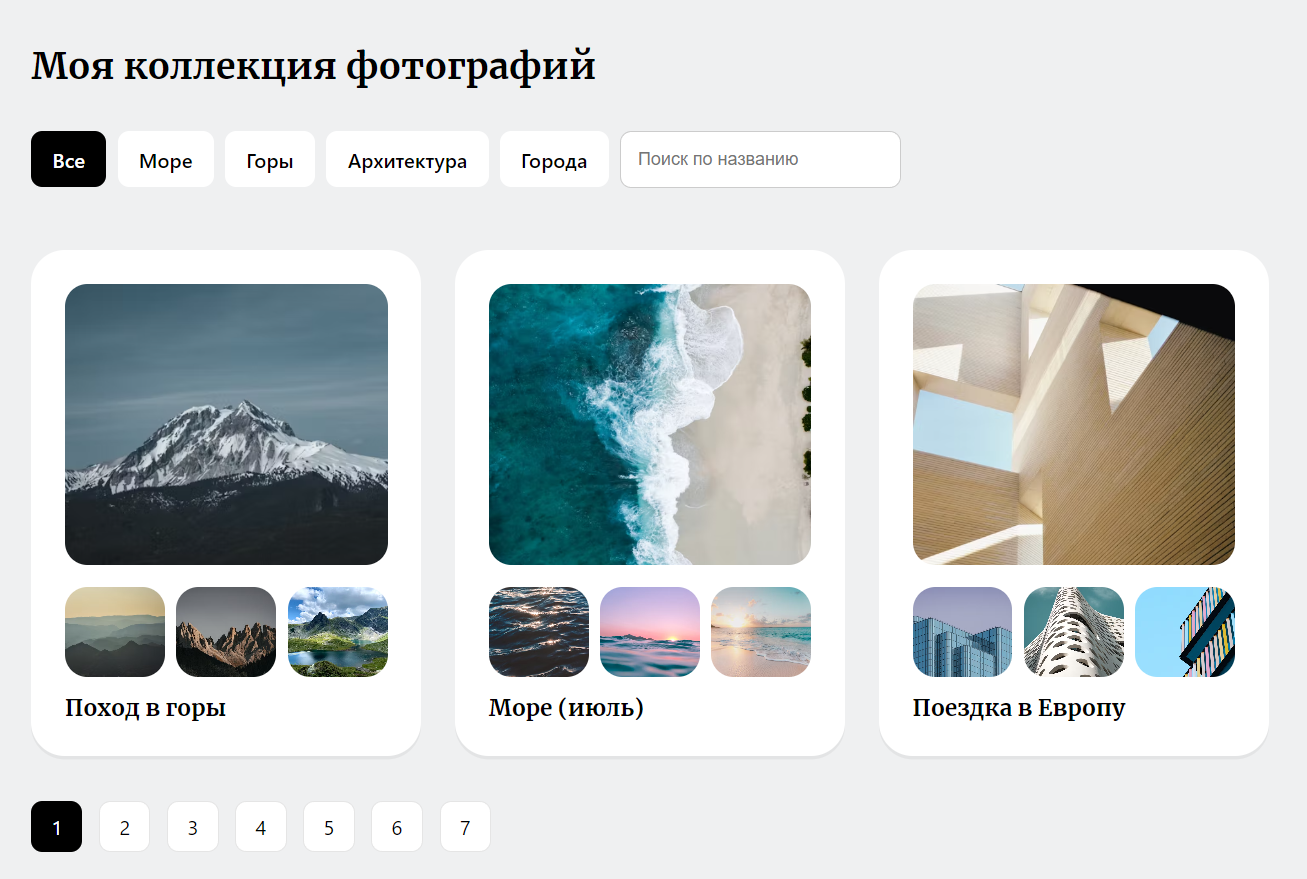 Моя коллекция фотографий
Все Море Горы Архитектура Города Поиск по названию
Поход в горы Море (июль) Поездка в Европу
1 2 3 4 5 6 7